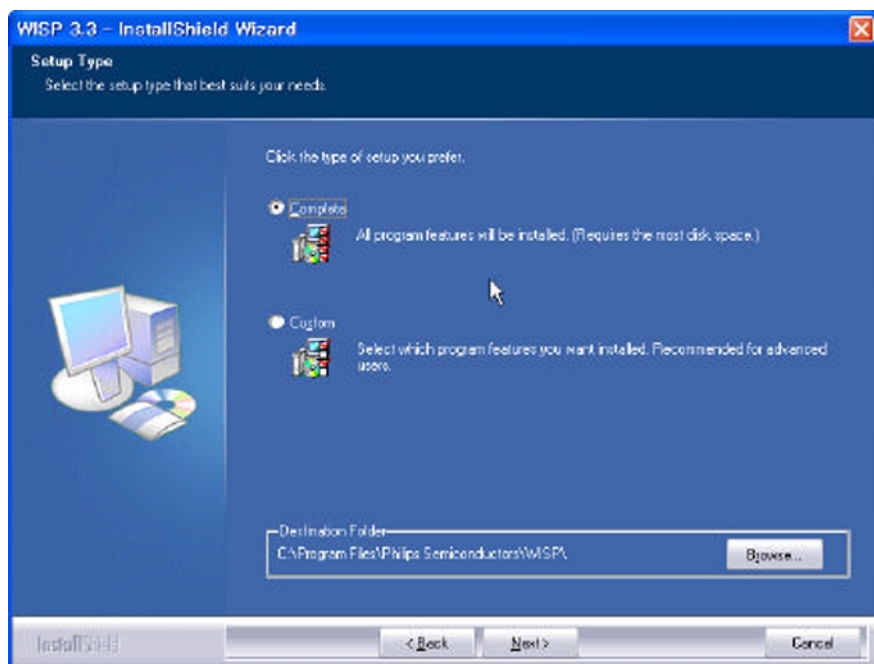 WISP 3.3 - InstallShield Wizard
Setup Type
Select the setup type that best suits your needs.
Click the type of setup you prefer.
Complete
All program features will be installed. (Requires the most disk space.)
Custom
Select which program features you want installed. Recommended for advanced
users.
Destination Folder
C:\Program Files\Philips Semiconductors\WISP\
Browse...
InstallShield
< Back
Next >
Cancel